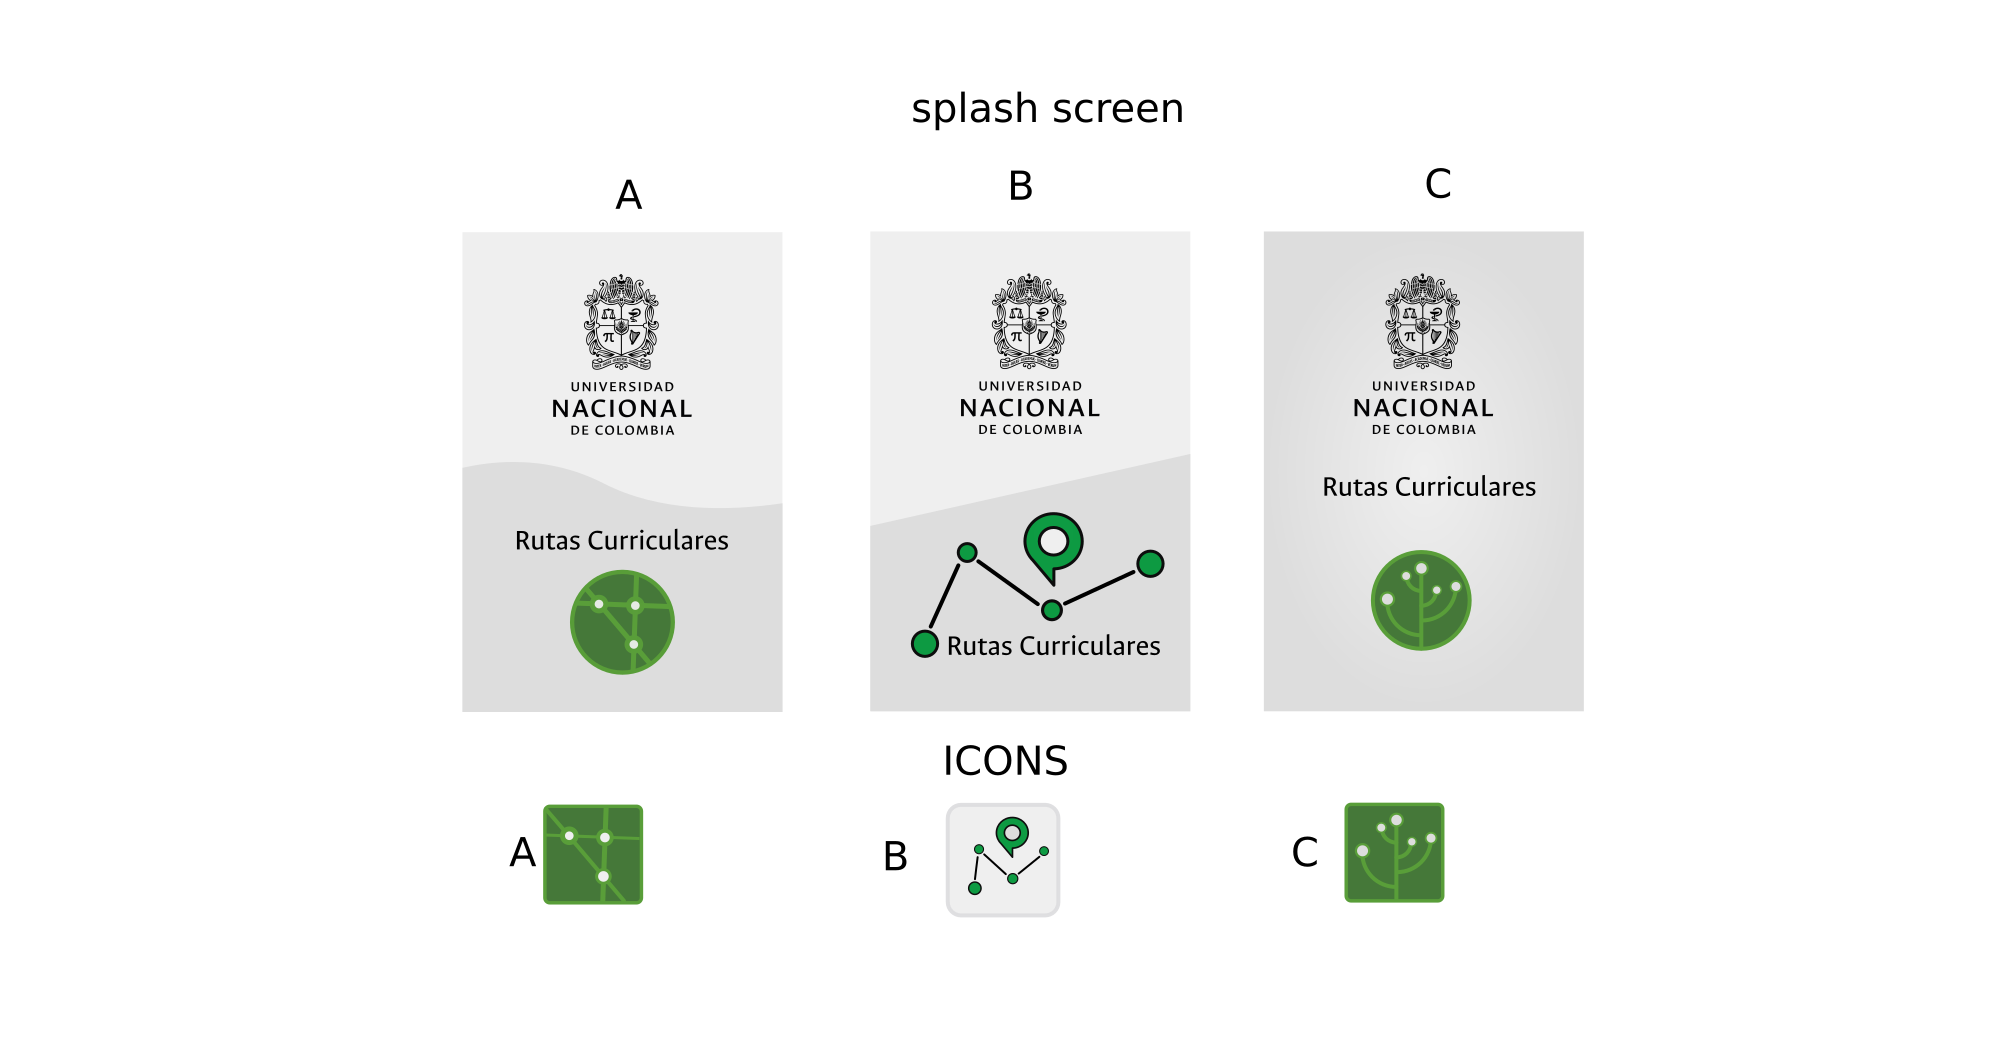 splash screen
A
B
C
UNIVERSIDAD
NACIONAL
DE COLOMBIA
Rutas Curriculares
UNIVERSIDAD
NACIONAL
DE COLOMBIA
Rutas Curriculares
UNIVERSIDAD
NACIONAL
DE COLOMBIA
Rutas Curriculares
ICONS
A
B
C